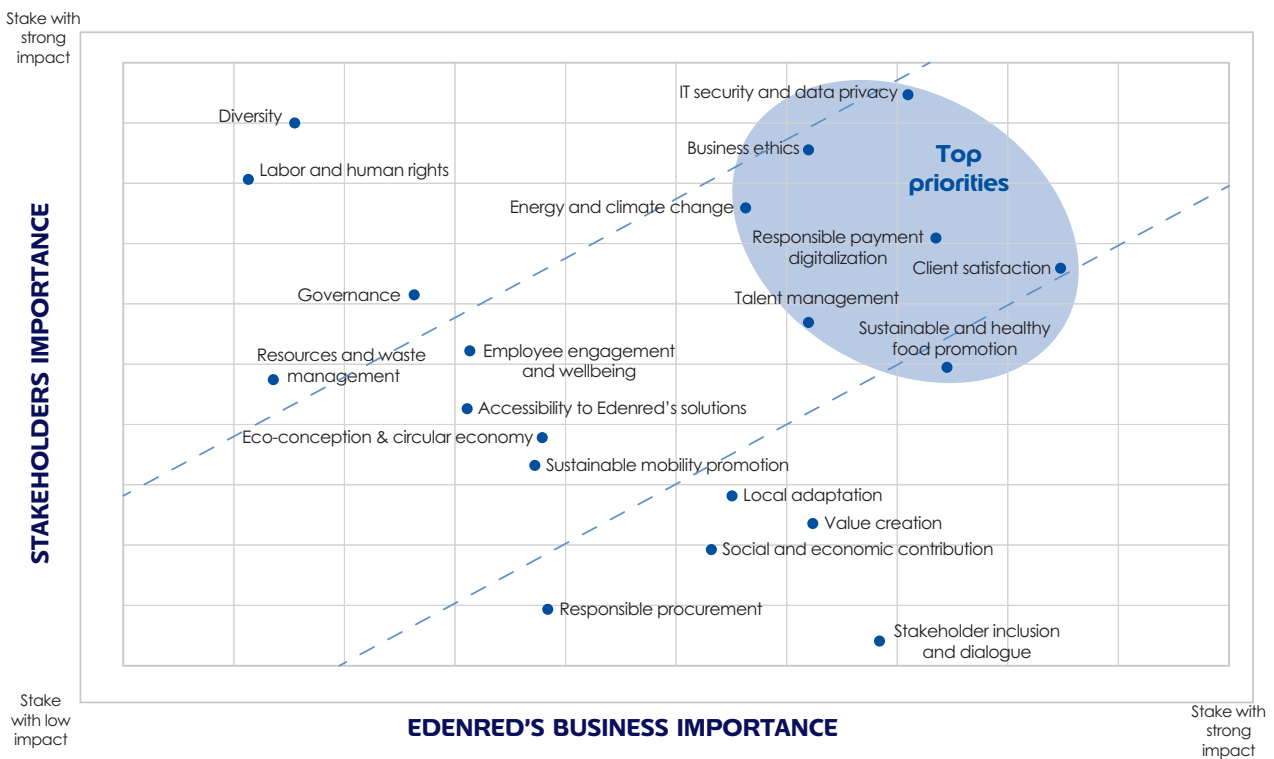 Stake with
strong
impact
IT security and data privacy
Diversity
Business ethics
Top
priorities
Labor and human rights
Energy and climate change
Responsible payment
digitalization
Client satisfaction
Governance
Talent management
Sustainable and healthy
food promotion
Employee engagement
and wellbeing
Resources and waste
management
Accessibility to Edenred's solutions
Eco-conception & circular economy
Sustainable mobility promotion
Local adaptation
Value creation
Social and economic contribution
Responsible procurement
Stakeholder inclusion
and dialogue
STAKEHOLDERS IMPORTANCE
Stake
with low
impact
EDENRED'S BUSINESS IMPORTANCE
Stake with
strong
impact